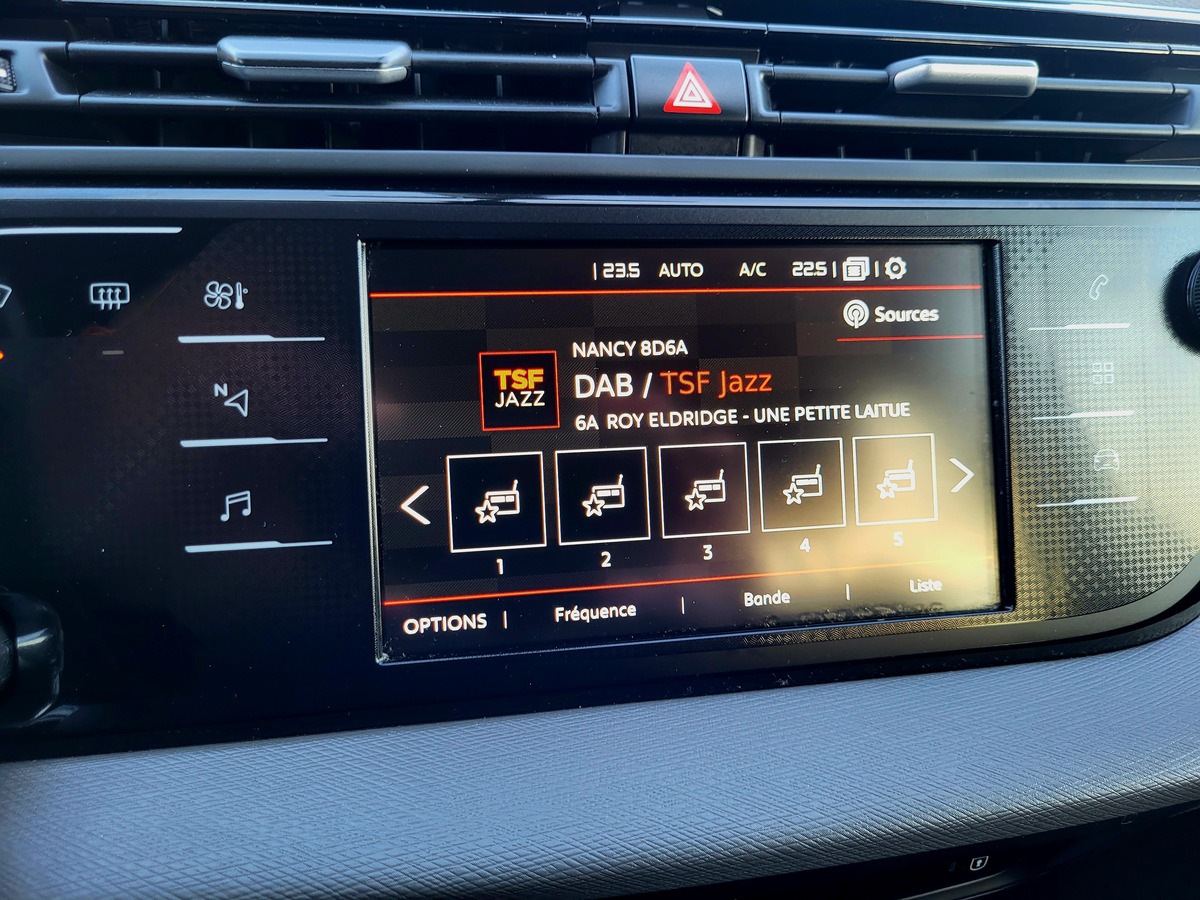 23.5 AUTO A/C 22.5
Sources
NANCY 8D6A
TSF
JAZZ
DAB / TSF Jazz
6A ROY ELDRIDGE - UNE PETITE LAITUE
1 2 3 4 5
OPTIONS | Fréquence | Bande | Liste
N